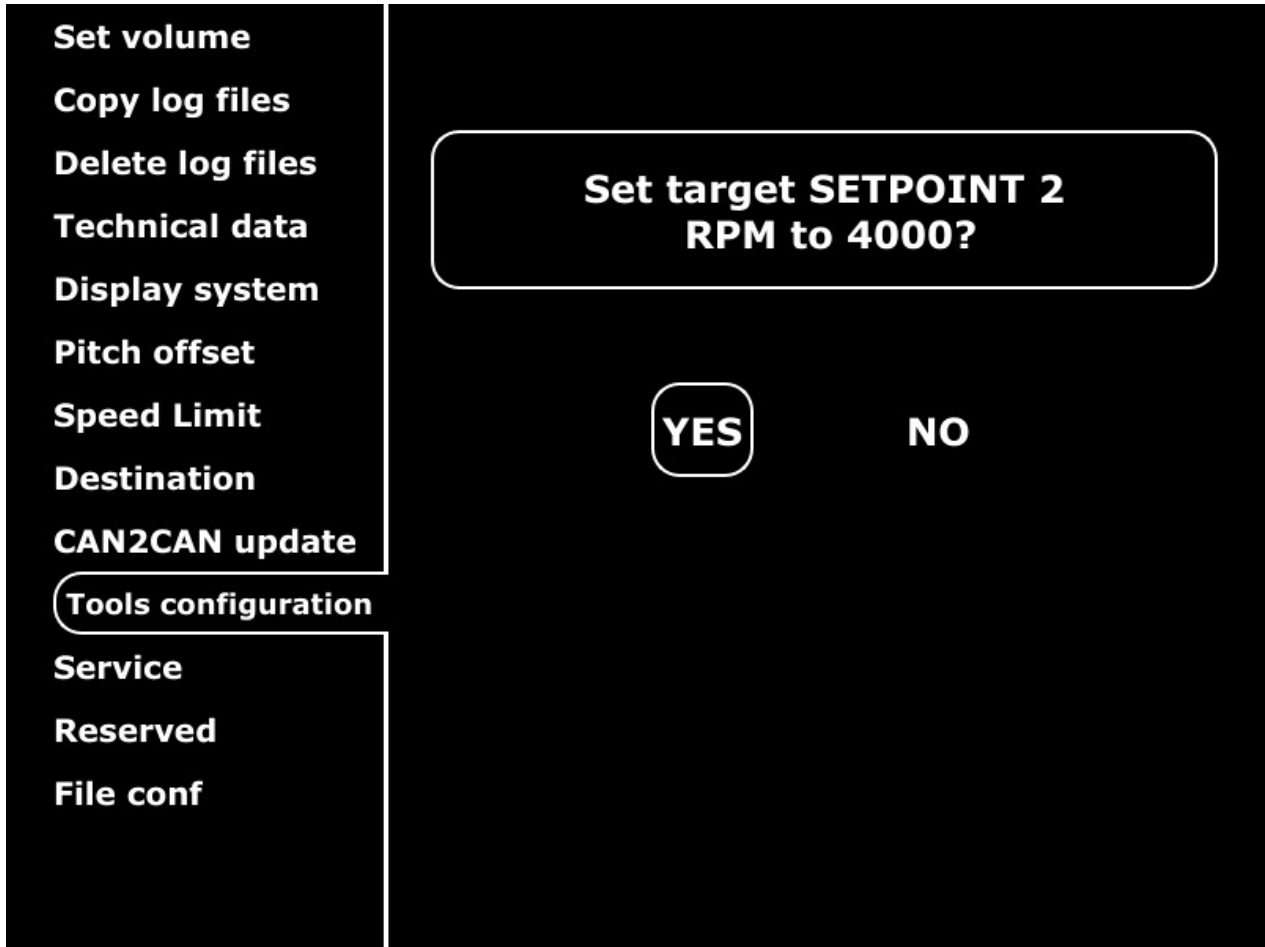 Set volume
Copy log files
Delete log files
Technical data
Display system
Pitch offset
Speed Limit
Destination
CAN2CAN update
Tools configuration
Service
Reserved
File conf
Set target SETPOINT 2
RPM to 4000?
YES NO